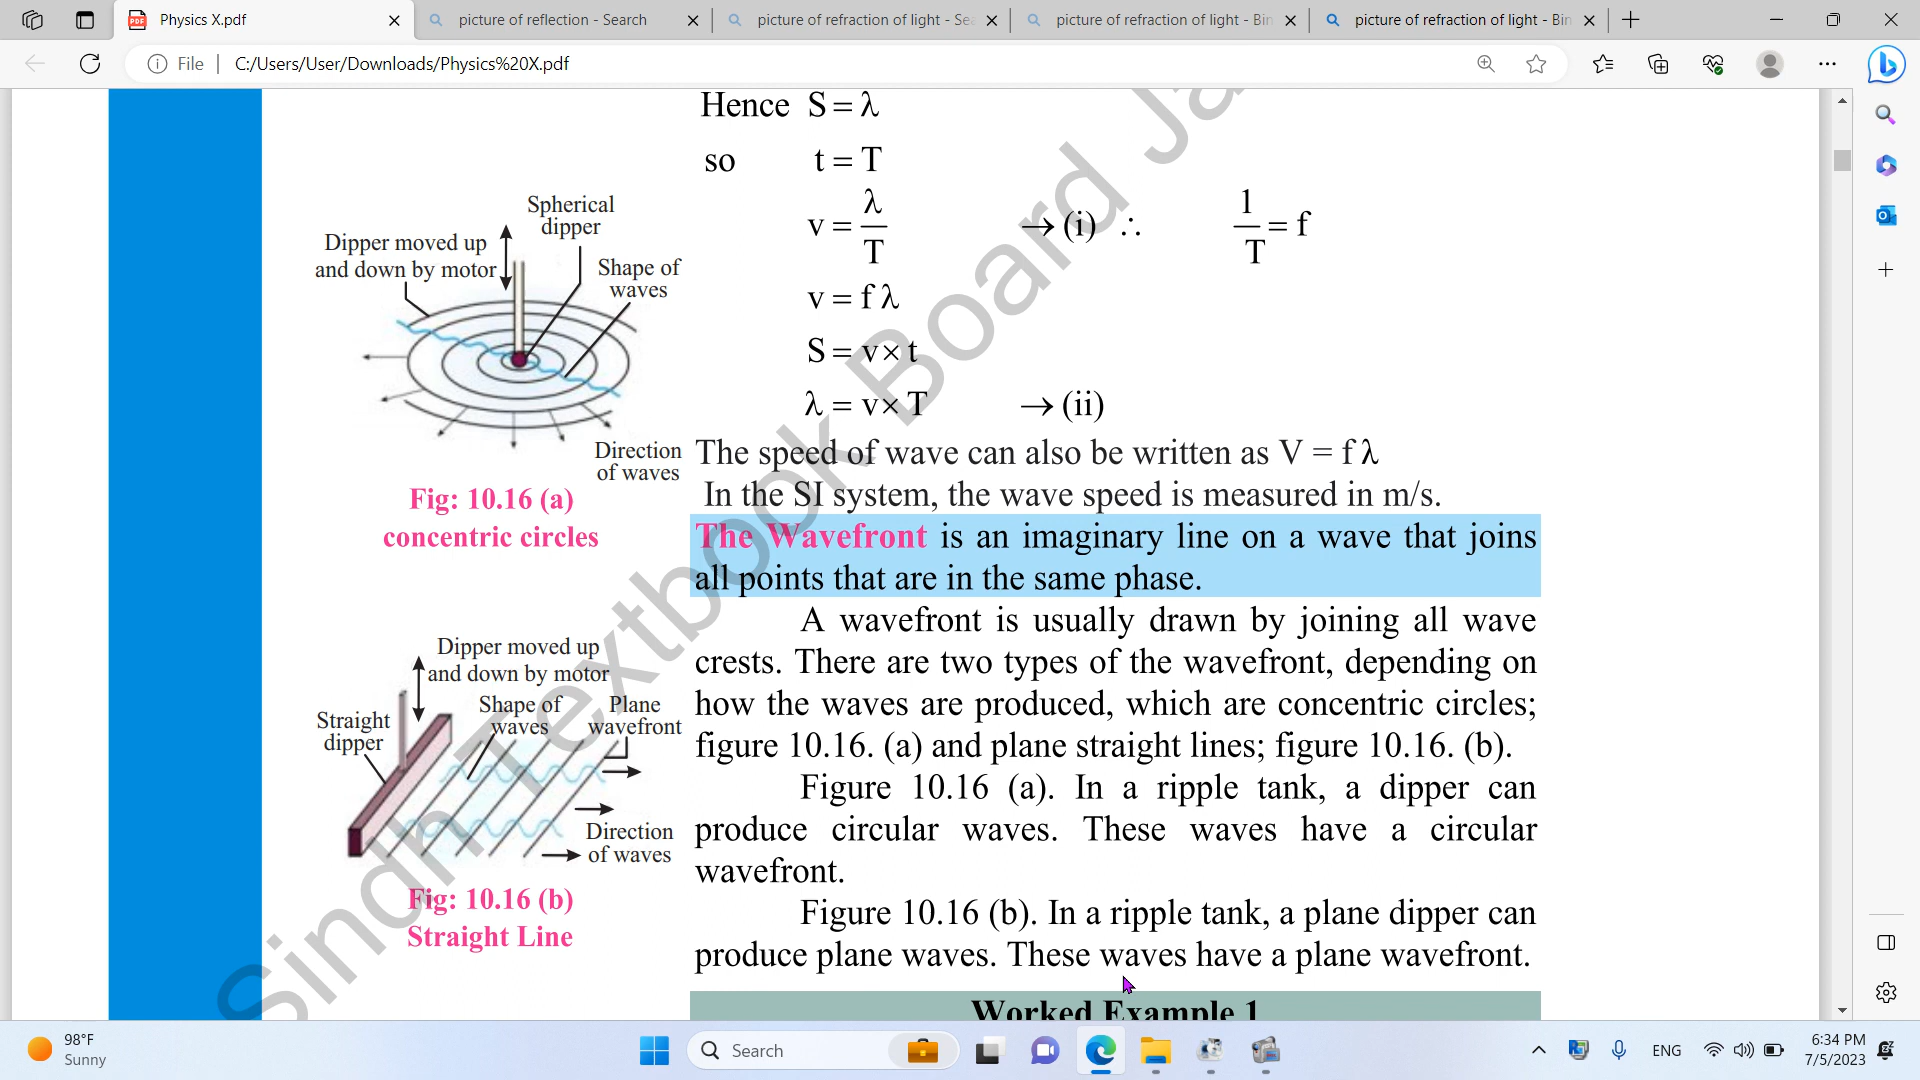 Physics X.pdf
picture of reflection - Search
picture of refraction of light - Sea
picture of refraction of light - Bin
picture of refraction of light - Bin
File
C:/Users/User/Downloads/Physics%20X.pdf
Hence S = λ
so t = T
v = λ/T → (i) ∴ 1/T = f
v = f λ
S = v × t
λ = v × T → (ii)
The speed of wave can also be written as V = f λ
In the SI system, the wave speed is measured in m/s.
The Wavefront is an imaginary line on a wave that joins
all points that are in the same phase.
A wavefront is usually drawn by joining all wave
crests. There are two types of the wavefront, depending on
how the waves are produced, which are concentric circles;
figure 10.16. (a) and plane straight lines; figure 10.16. (b).
Figure 10.16 (a). In a ripple tank, a dipper can
produce circular waves. These waves have a circular
wavefront.
Figure 10.16 (b). In a ripple tank, a plane dipper can
produce plane waves. These waves have a plane wavefront.
Worked Example 1
Spherical
dipper
Dipper moved up
and down by motor
Shape of
waves
Direction
of waves
Fig: 10.16 (a)
concentric circles
Dipper moved up
and down by motor
Straight
dipper
Shape of
waves
Plane
wavefront
Direction
of waves
Fig: 10.16 (b)
Straight Line
Sindh Textbook Board
98°F
Sunny
Search
ENG
6:34 PM
7/5/2023